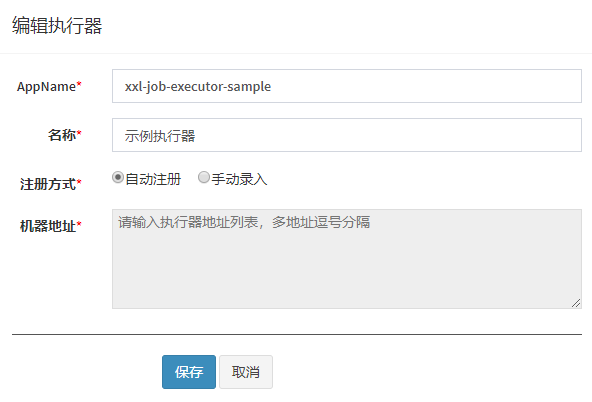 编辑执行器
AppName* xxl-job-executor-sample
名称* 示例执行器
注册方式* 自动注册 手动录入
机器地址* 请输入执行器地址列表，多地址逗号分隔
保存 取消